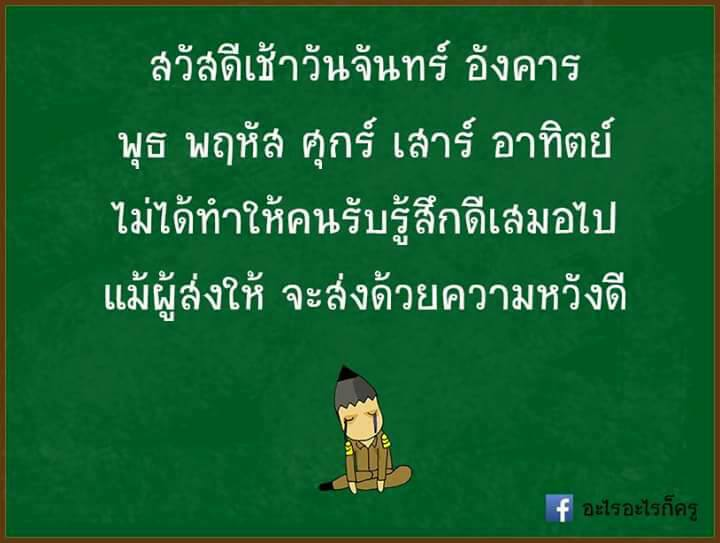 สวัสดีเช้าวันจันทร์ อังคาร
พุธ พฤหัส ศุกร์ เสาร์ อาทิตย์
ไม่ได้ทำให้คนรับรู้สึกดีเสมอไป
แม้ผู้ส่งให้ จะส่งด้วยความหวังดี
f อะไรอะไรก็ครู